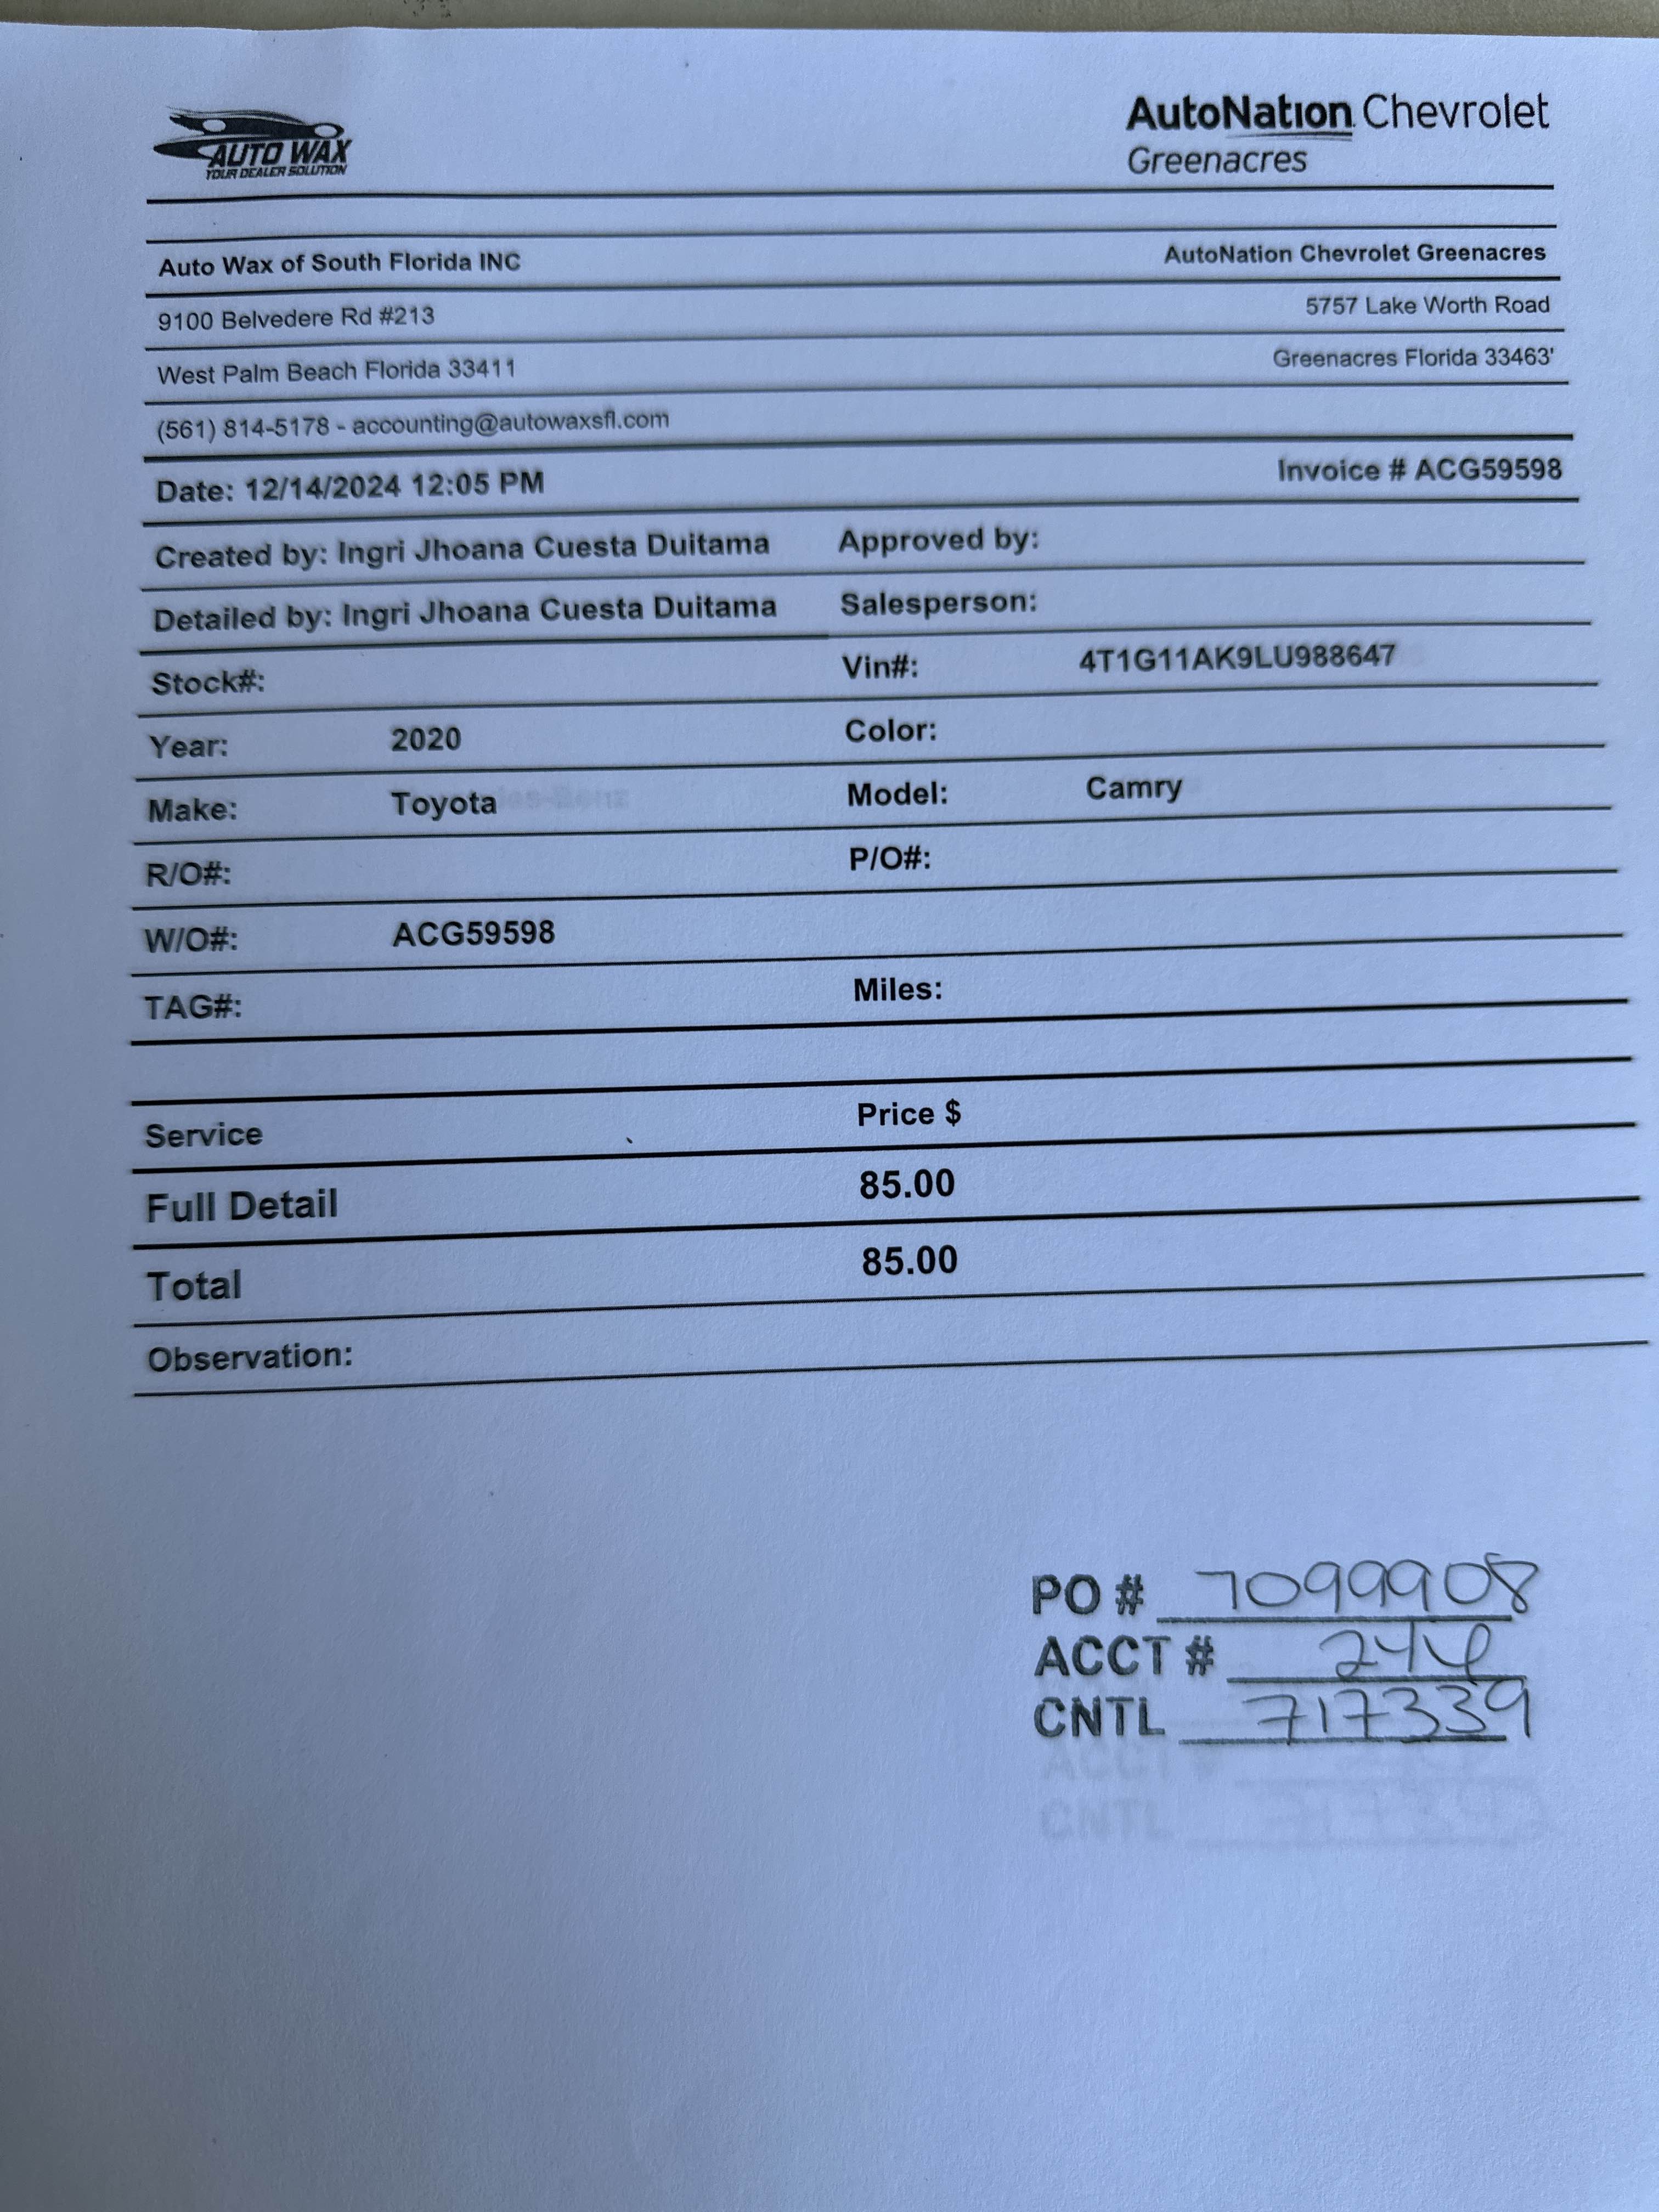 AUTO WAX
YOUR DEALER SOLUTION
AutoNation Chevrolet
Greenacres
Auto Wax of South Florida INC
AutoNation Chevrolet Greenacres
9100 Belvedere Rd #213
5757 Lake Worth Road
West Palm Beach Florida 33411
Greenacres Florida 33463'
(561) 814-5178 - accounting@autowaxsfl.com
Date: 12/14/2024 12:05 PM
Invoice # ACG59598
Created by: Ingri Jhoana Cuesta Duitama Approved by:
Detailed by: Ingri Jhoana Cuesta Duitama Salesperson:
Stock#: Vin#: 4T1G11AK9LU988647
Year: 2020 Color:
Make: Toyota Model: Camry
R/O#: P/O#:
W/O#: ACG59598
TAG#: Miles:
Service Price $
Full Detail 85.00
Total 85.00
Observation:
PO # 7099908
ACCT #
CNTL 717339
ACCT #
CNTL